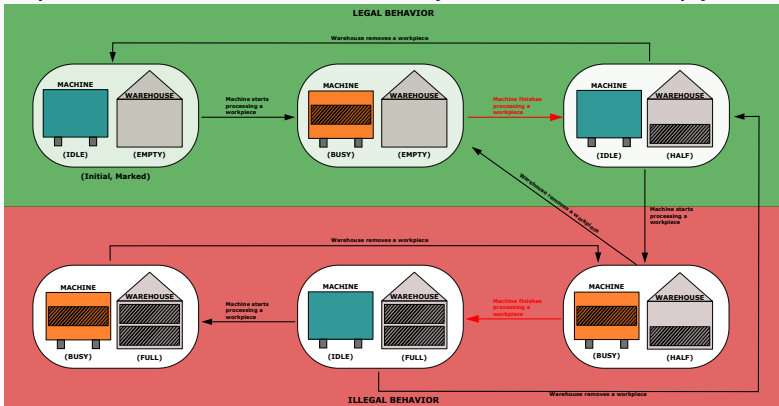 LEGAL BEHAVIOR
Warehouse removes a workpiece
MACHINE
WAREHOUSE
(IDLE)
(EMPTY)
(Initial, Marked)
Machine starts
processing a
workpiece
MACHINE
WAREHOUSE
(BUSY)
(EMPTY)
Machine finishes
processing a
workpiece
MACHINE
WAREHOUSE
(IDLE)
(HALF)
Warehouse removes a workpiece
Machine starts
processing a
workpiece
Warehouse removes a workpiece
MACHINE
WAREHOUSE
(BUSY)
(FULL)
Machine starts
processing a
workpiece
MACHINE
WAREHOUSE
(IDLE)
(FULL)
Machine finishes
processing a
workpiece
MACHINE
WAREHOUSE
(BUSY)
(HALF)
Warehouse removes a workpiece
ILLEGAL BEHAVIOR